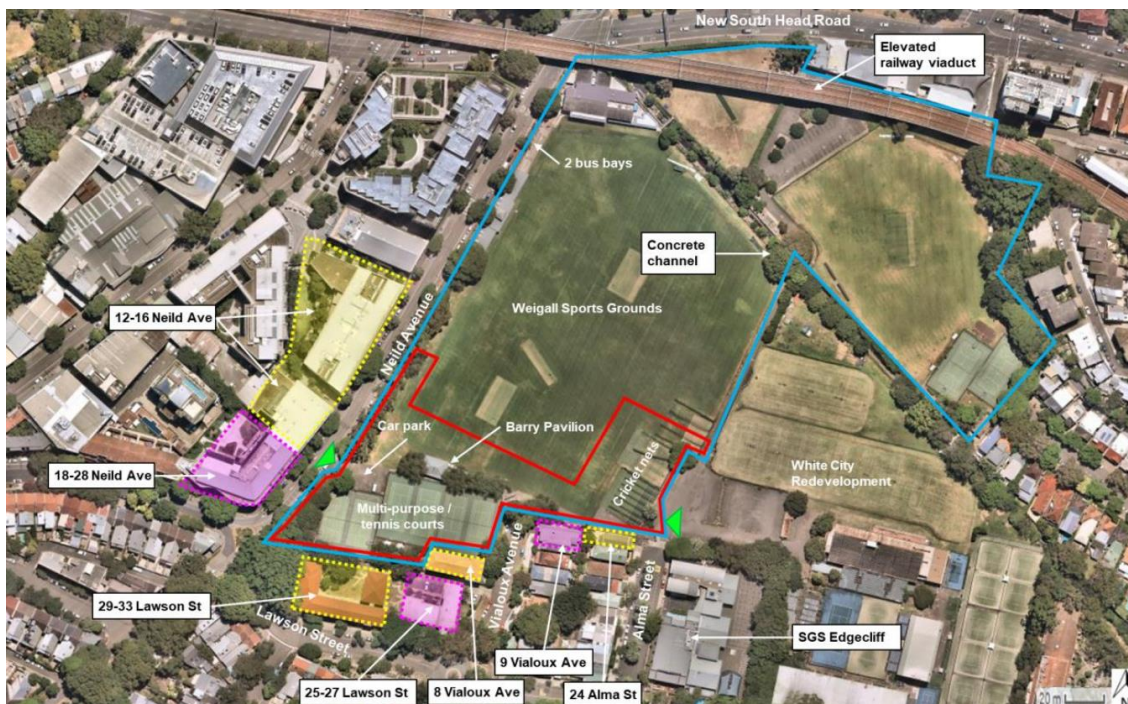 New South Head Road
Elevated
railway viaduct
2 bus bays
Concrete
channel
Weigall Sports Grounds
12-16 Neild Ave
Neild Avenue
Car park
Barry Pavilion
18-28 Neild Ave
Cricket nets
White City
Redevelopment
Multi-purpose /
tennis courts
Vialoux Avenue
Alma Street
29-33 Lawson St
Lawson Street
SGS Edgecliff
9 Vialoux Ave
25-27 Lawson St
8 Vialoux Ave
24 Alma St
20 m
N